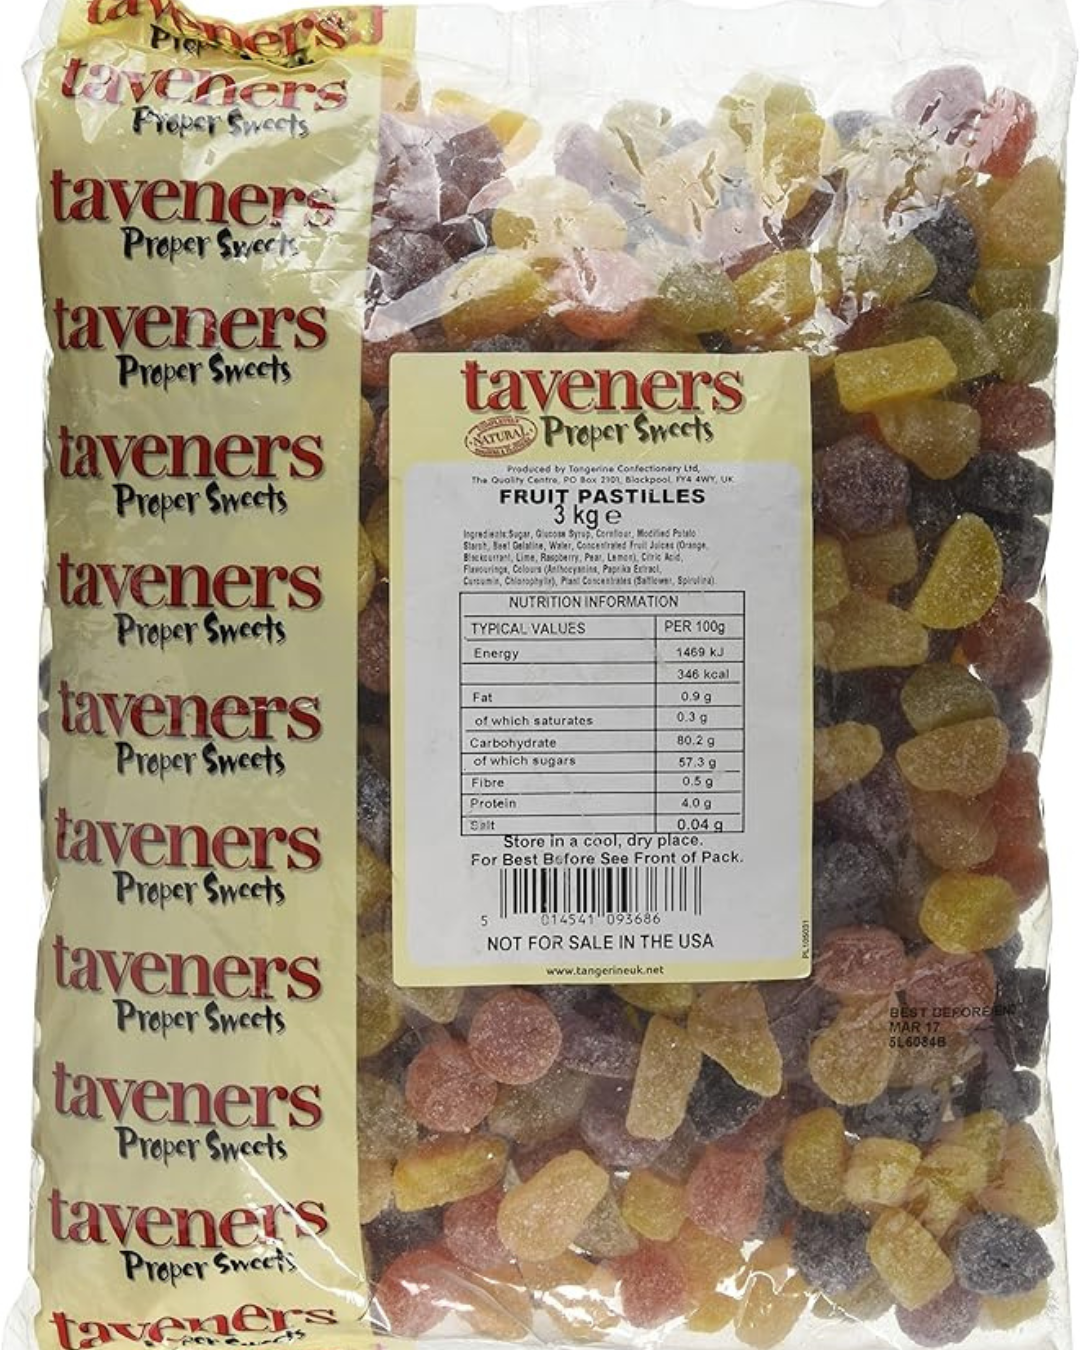 taveners
Proper Sweets
taveners
Proper Sweets
taveners
Proper Sweets
taveners
Proper Sweets
taveners
Proper Sweets
taveners
Proper Sweets
taveners
Proper Sweets
taveners
Proper Sweets
taveners
Proper Sweets
taveners
Proper Sweets
taveners
Proper Sweets
taveners
taveners
NATURAL
Proper Sweets
Produced by Tangerine Confectionery Ltd,
The Quality Centre, PO Box 2101, Blackpool, FY4 4WY, UK
FRUIT PASTILLES
3 kg e
Ingredients: Sugar, Glucose Syrup, Cornflour, Modified Potato
Starch, Beef Gelatine, Water, Concentrated Fruit Juices (Orange,
Blackcurrant, Lime, Raspberry, Pear, Lemon), Citric Acid,
Flavourings, Colours (Anthocyanins, Paprika Extract,
Curcumin, Chlorophylls), Plant Concentrates (Safflower, Spirulina).
NUTRITION INFORMATION
TYPICAL VALUES PER 100g
Energy 1469 kJ
346 kcal
Fat 0.9 g
of which saturates 0.3 g
Carbohydrate 80.2 g
of which sugars 57.3 g
Fibre 0.5 g
Protein 4.0 g
Salt 0.04 g
Store in a cool, dry place.
For Best Before See Front of Pack.
5 014541 093686
NOT FOR SALE IN THE USA
PL105031
www.tangerineuk.net
BEST BEFORE END
MAR 17
5L6084B